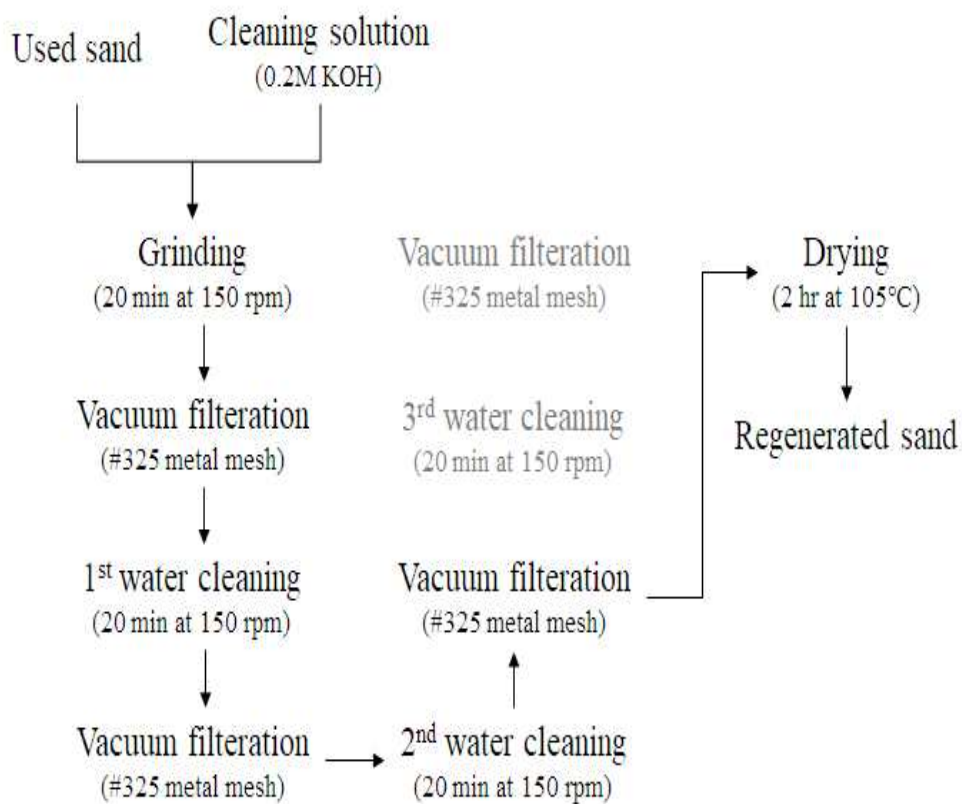 Used sand
Cleaning solution
(0.2M KOH)
Grinding
(20 min at 150 rpm)
Vacuum filteration
(#325 metal mesh)
1st water cleaning
(20 min at 150 rpm)
Vacuum filteration
(#325 metal mesh)
2nd water cleaning
(20 min at 150 rpm)
Vacuum filteration
(#325 metal mesh)
3rd water cleaning
(20 min at 150 rpm)
Vacuum filteration
(#325 metal mesh)
Drying
(2 hr at 105°C)
Regenerated sand